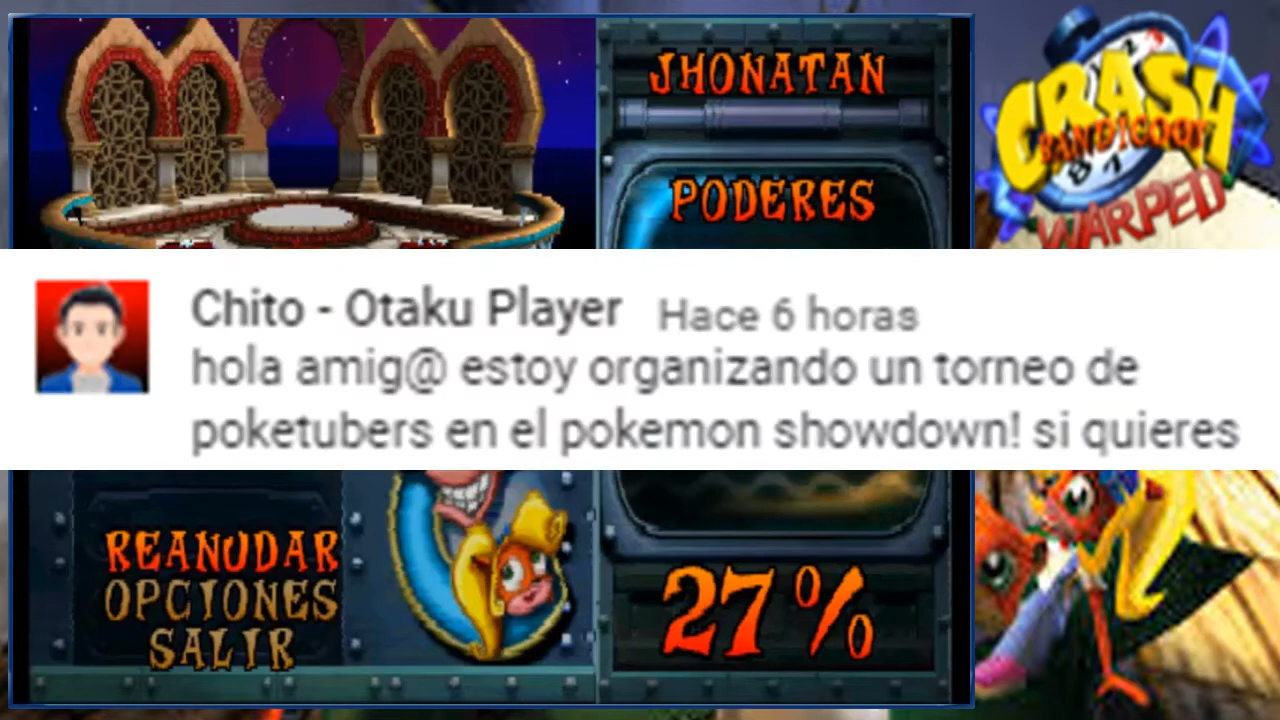 JHONATAN
PODERES
CRASH
BANDICOOT
WARPED
Chito - Otaku Player Hace 6 horas
hola amig@ estoy organizando un torneo de
poketubers en el pokemon showdown! si quieres
REANUDAR
OPCIONES
SALIR
27%